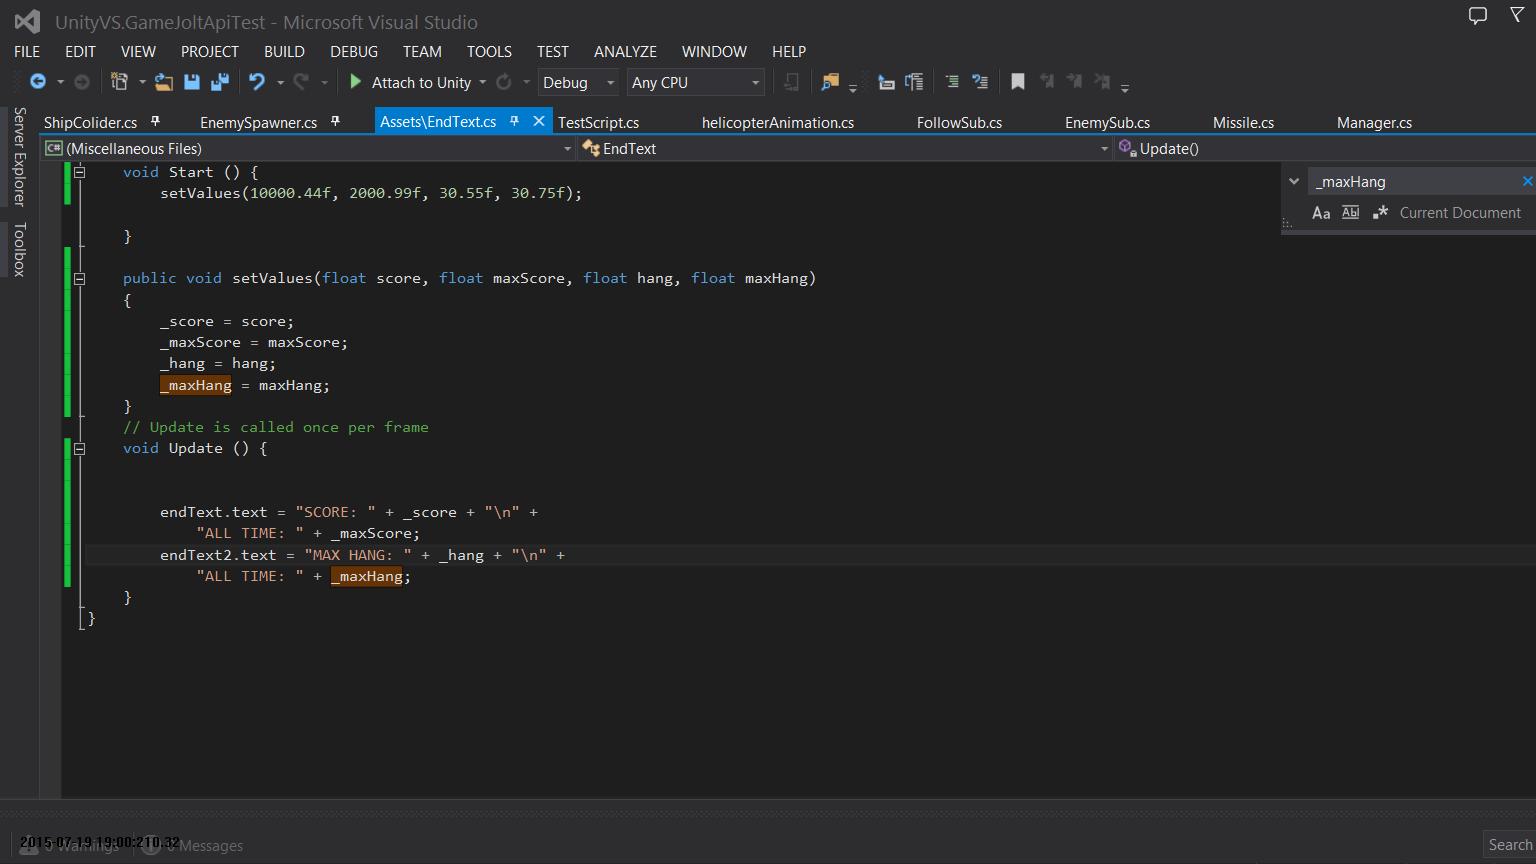 UnityVS.GameJoltApiTest - Microsoft Visual Studio
FILE EDIT VIEW PROJECT BUILD DEBUG TEAM TOOLS TEST ANALYZE WINDOW HELP
Attach to Unity Debug Any CPU
Server Explorer
Toolbox
ShipColider.cs EnemySpawner.cs Assets\EndText.cs TestScript.cs helicopterAnimation.cs FollowSub.cs EnemySub.cs Missile.cs Manager.cs
C# (Miscellaneous Files) EndText Update()
_maxHang
Aa Abl Current Document
void Start () {
setValues(10000.44f, 2000.99f, 30.55f, 30.75f);
}
public void setValues(float score, float maxScore, float hang, float maxHang)
{
_score = score;
_maxScore = maxScore;
_hang = hang;
_maxHang = maxHang;
}
// Update is called once per frame
void Update () {
endText.text = "SCORE: " + _score + "\n" +
"ALL TIME: " + _maxScore;
endText2.text = "MAX HANG: " + _hang + "\n" +
"ALL TIME: " + _maxHang;
}
}
2015-07-19 19:00:210.32
0 Warnings 0 Messages
Search